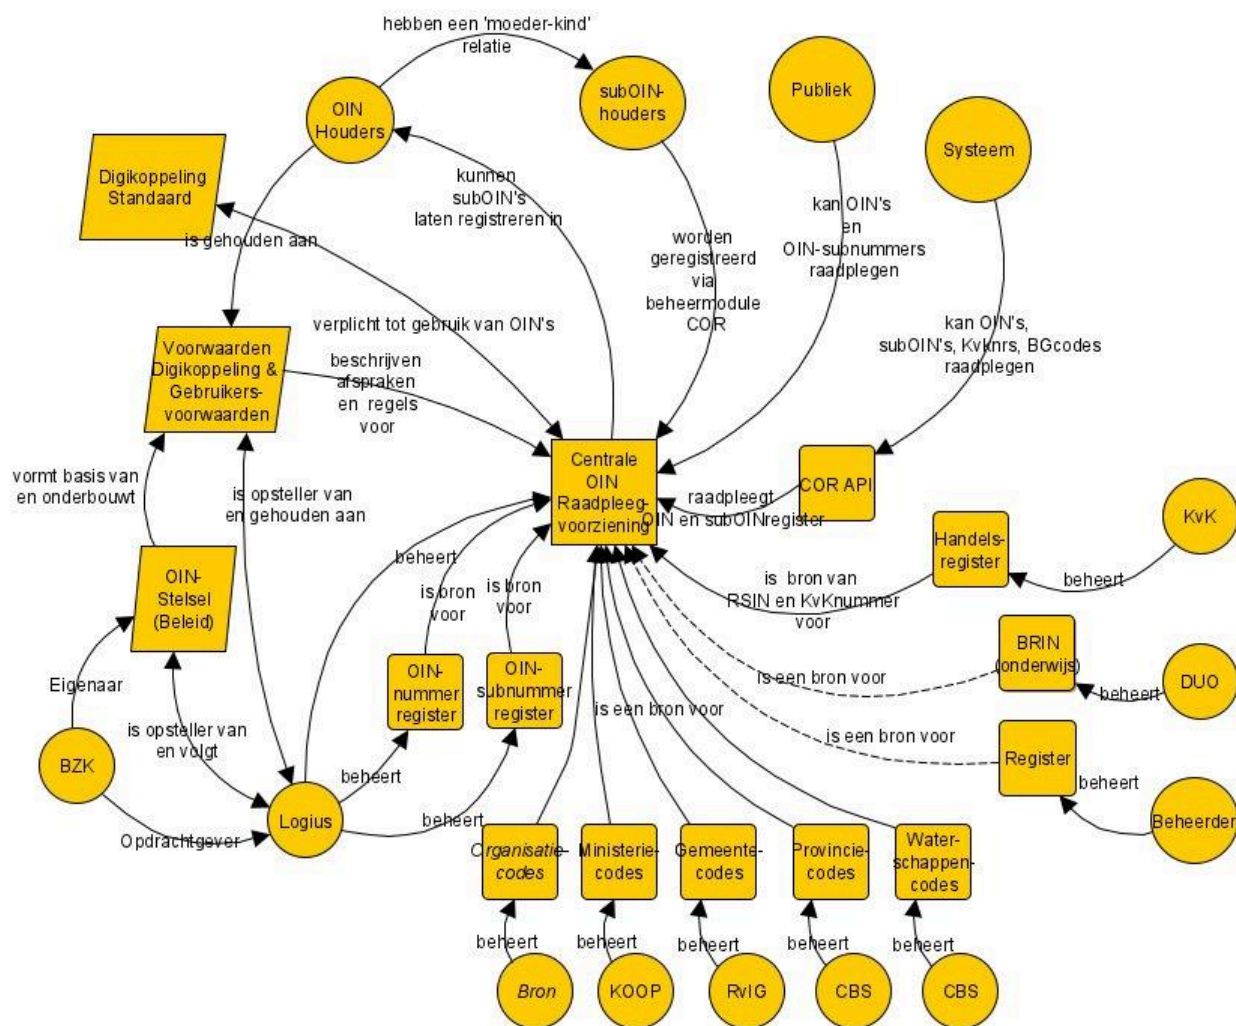 hebben een 'moeder-kind'
relatie
OIN
Houders
subOIN-
houders
Publiek
Systeem
Digikoppeling
Standaard
kunnen
subOIN's
laten registreren in
is gehouden aan
worden
geregistreerd
via
beheermodule
COR
kan OIN's
en
OIN-subnummers
raadplegen
verplicht tot gebruik van OIN's
kan OIN's,
subOIN's, Kvknrs, BGcodes
raadplegen
Voorwaarden
Digikoppeling &
Gebruikers-
voorwaarden
beschrijven
afspraken
en regels
voor
vormt basis van
en onderbouwt
is opsteller van
en gehouden aan
Centrale
OIN
Raadpleeg-
voorziening
raadpleegt
OIN en subOINregister
COR API
KvK
Handels-
register
beheert
is bron van
RSIN en KvKnummer
voor
beheert
is bron
voor
is bron
voor
OIN-
Stelsel
(Beleid)
BRIN
(onderwijs)
beheert
DUO
is een bron voor
Eigenaar
OIN-
nummer
register
OIN-
subnummer
register
is een bron voor
is een bron voor
Register
beheert
Beheerder
is opsteller van
en volgt
BZK
beheert
Logius
beheert
Opdrachtgever
Organisatie-
codes
Ministerie-
codes
Gemeente-
codes
Provincie-
codes
Water-
schappen-
codes
beheert
beheert
beheert
beheert
beheert
Bron
KOOP
RvIG
CBS
CBS